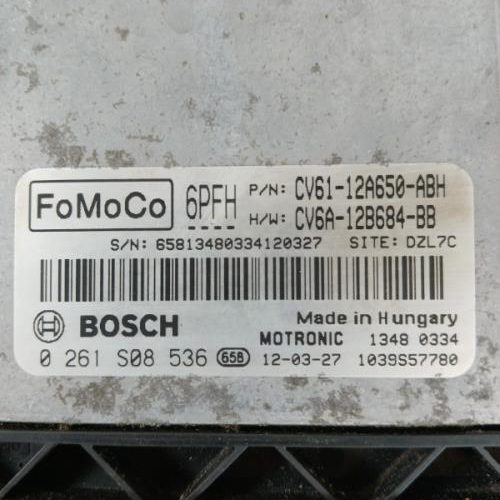 FoMoCo 6PFH P/N: CV61-12A650-ABH
H/W: CV6A-12B684-BB
S/N: 65813480334120327 SITE: DZL7C
BOSCH Made in Hungary
MOTRONIC 1348 0334
0 261 S08 536 658 12-03-27 1039S57780